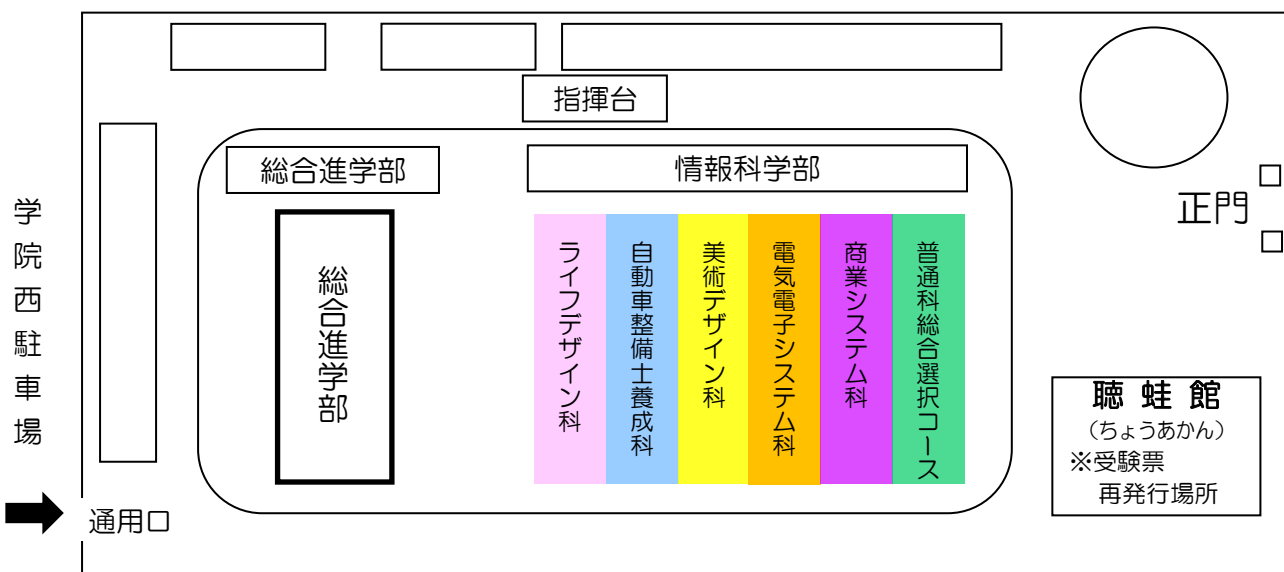 指揮台
総合進学部
情報科学部
学院西駐車場
総合進学部
ライフデザイン科
自動車整備士養成科
美術デザイン科
電気電子システム科
商業システム科
普通科総合選択コース
正門
聴蛙館
（ちょうあかん）
※受験票
再発行場所
通用口